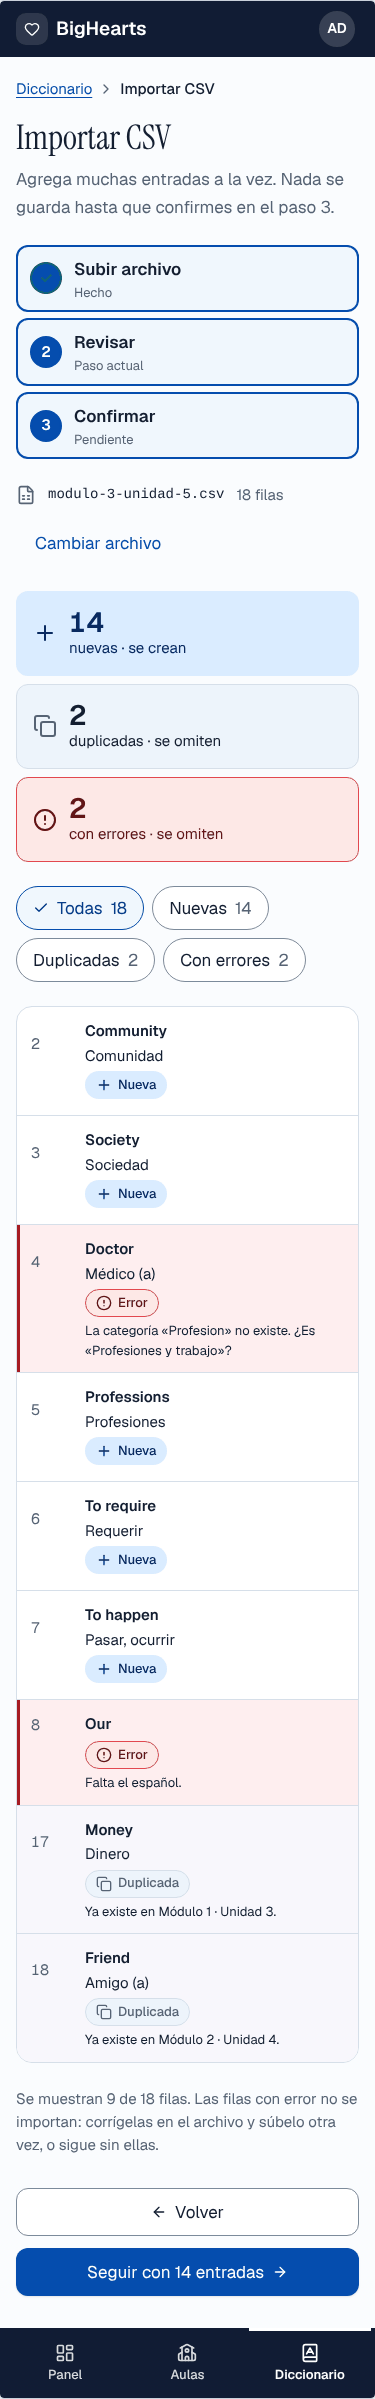 BigHearts
AD
Diccionario > Importar CSV
Importar CSV
Agrega muchas entradas a la vez. Nada se
guarda hasta que confirmes en el paso 3.
Subir archivo
Hecho
2
Revisar
Paso actual
3
Confirmar
Pendiente
modulo-3-unidad-5.csv 18 filas
Cambiar archivo
14
nuevas · se crean
2
duplicadas · se omiten
2
con errores · se omiten
Todas 18
Nuevas 14
Duplicadas 2
Con errores 2
2
Community
Comunidad
Nueva
3
Society
Sociedad
Nueva
4
Doctor
Médico (a)
Error
La categoría «Profesion» no existe. ¿Es
«Profesiones y trabajo»?
5
Professions
Profesiones
Nueva
6
To require
Requerir
Nueva
7
To happen
Pasar, ocurrir
Nueva
8
Our
Error
Falta el español.
17
Money
Dinero
Duplicada
Ya existe en Módulo 1 · Unidad 3.
18
Friend
Amigo (a)
Duplicada
Ya existe en Módulo 2 · Unidad 4.
Se muestran 9 de 18 filas. Las filas con error no se
importan: corrígelas en el archivo y súbelo otra
vez, o sigue sin ellas.
← Volver
Seguir con 14 entradas →
Panel
Aulas
Diccionario